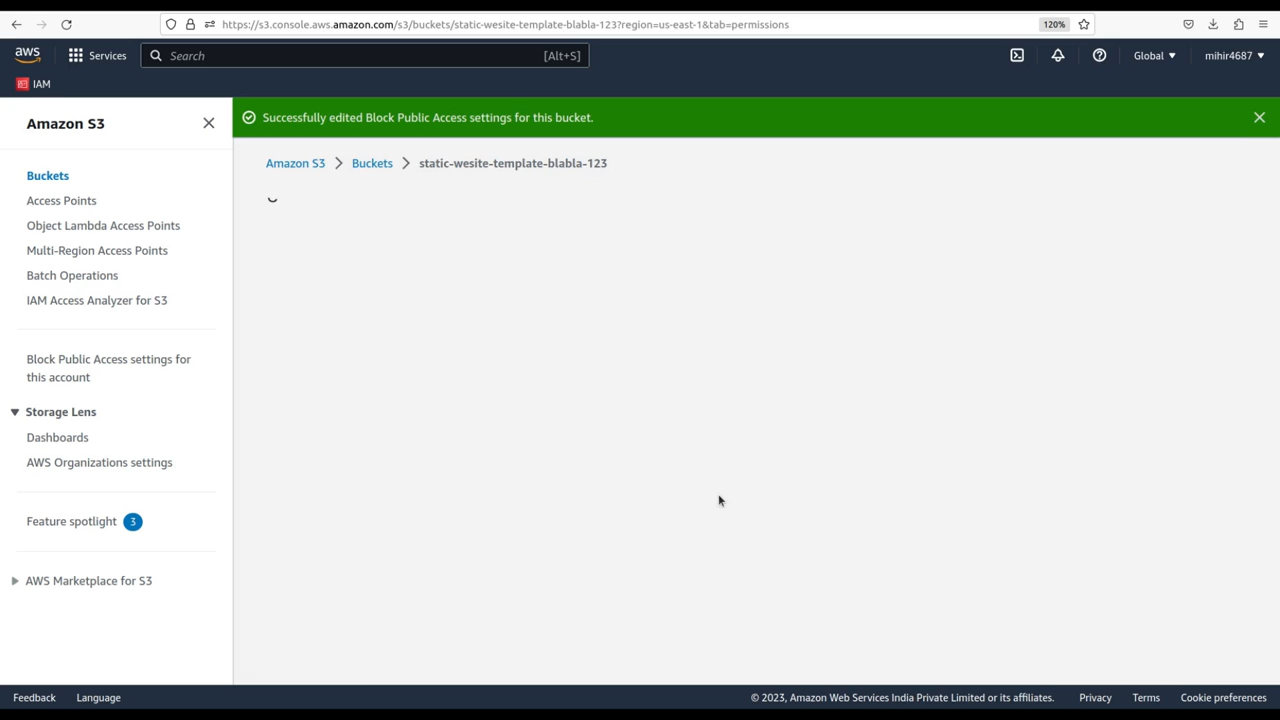 https://s3.console.aws.amazon.com/s3/buckets/static-wesite-template-blabla-123?region=us-east-1&tab=permissions
120%
aws
Services
Search
[Alt+S]
Global
mihir4687
IAM
Amazon S3
Successfully edited Block Public Access settings for this bucket.
Amazon S3
Buckets
static-wesite-template-blabla-123
Buckets
Access Points
Object Lambda Access Points
Multi-Region Access Points
Batch Operations
IAM Access Analyzer for S3
Block Public Access settings for
this account
Storage Lens
Dashboards
AWS Organizations settings
Feature spotlight 3
AWS Marketplace for S3
Feedback
Language
© 2023, Amazon Web Services India Private Limited or its affiliates.
Privacy
Terms
Cookie preferences